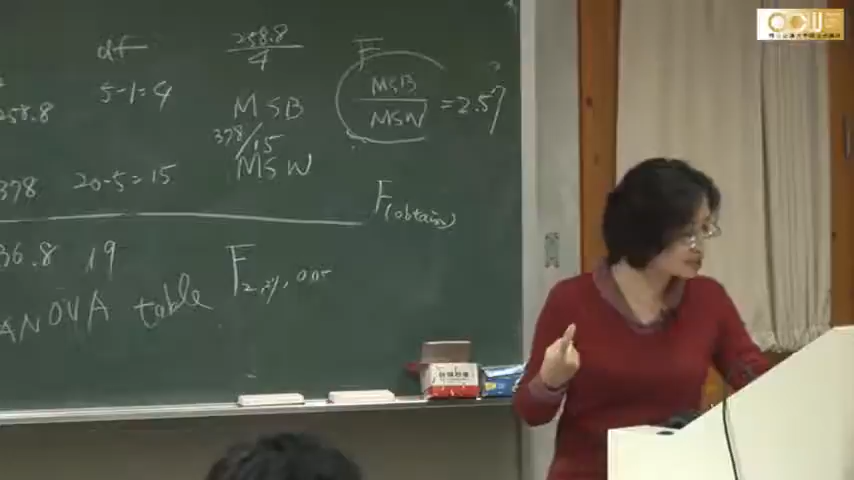 df
258.8
4
F
258.8
5-1=4
MSB
MSB
MSW
=2.57
378/15
378
20-5=15
MSW
F(obtain)
36.8
19
ANOVA table
OCW